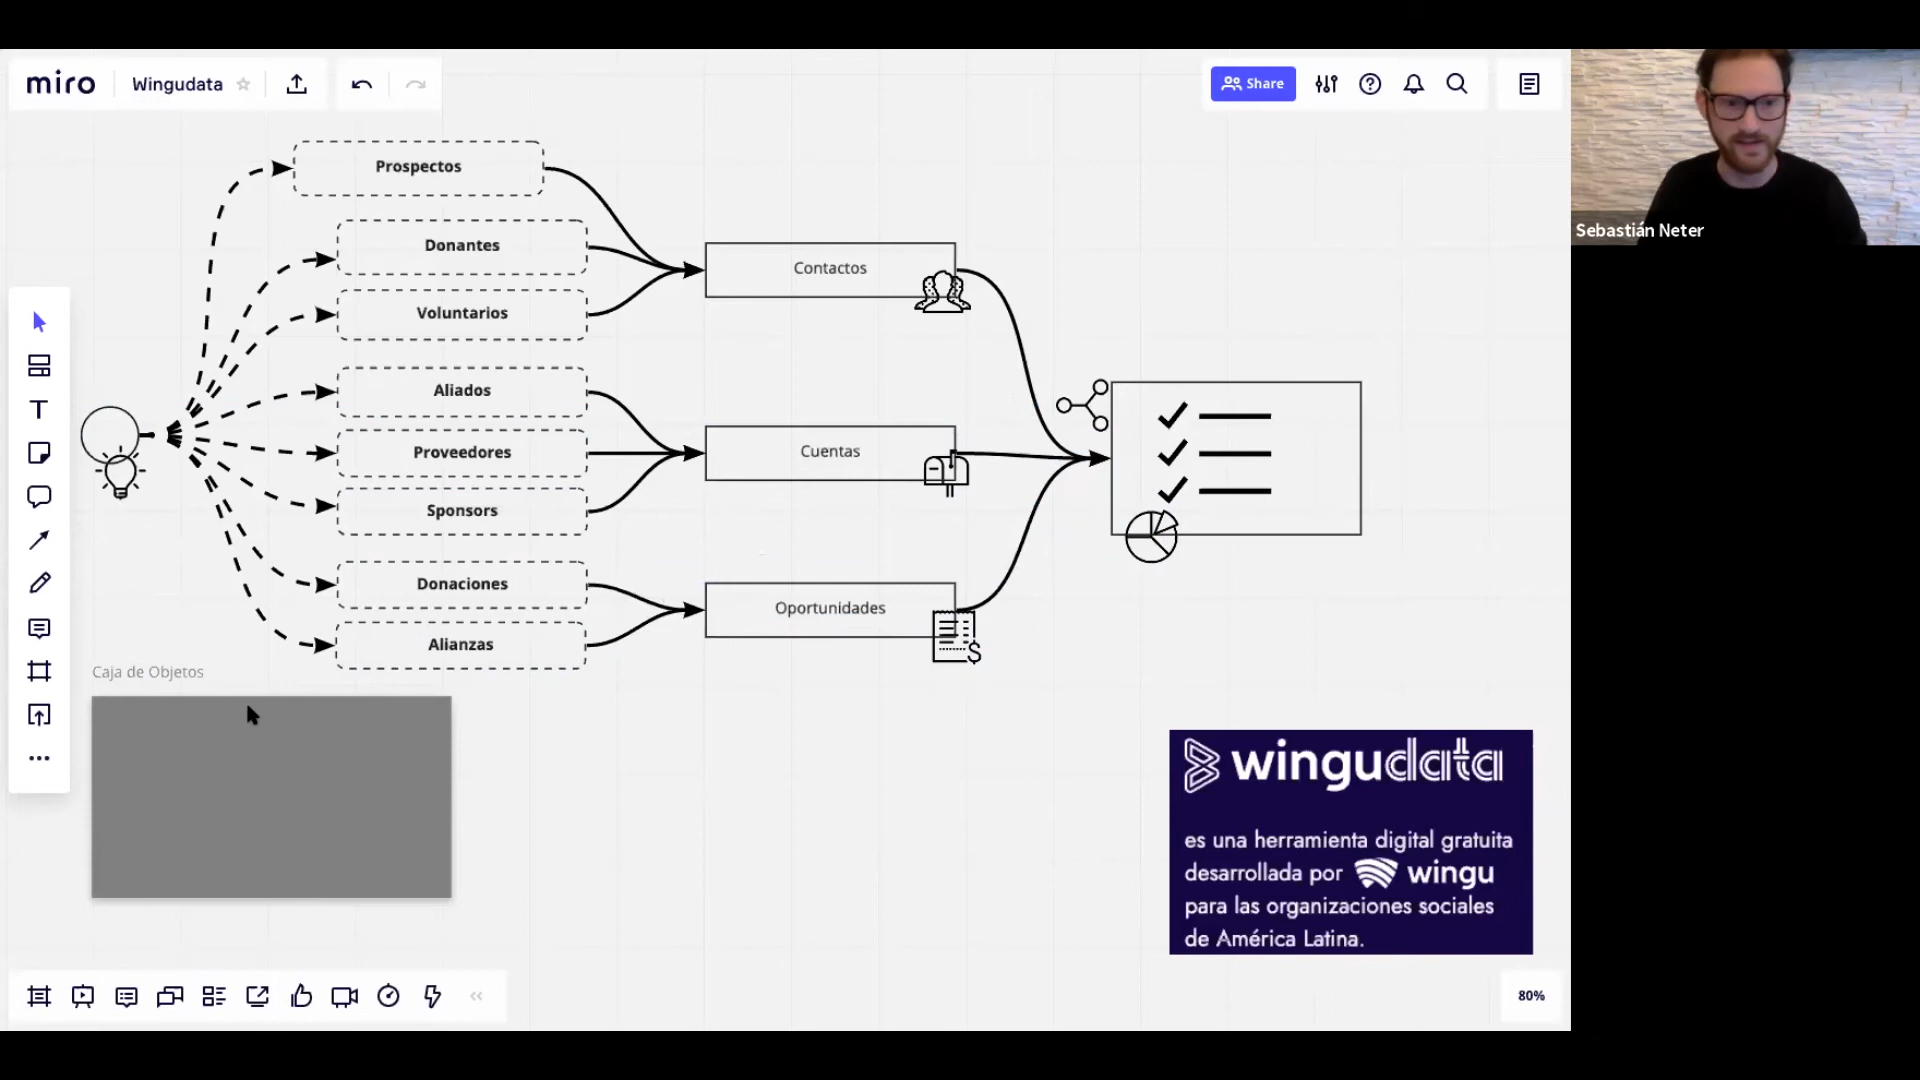 miro
Wingudata
Share
Sebastián Neter
Prospectos
Donantes
Voluntarios
Aliados
Proveedores
Sponsors
Donaciones
Alianzas
Contactos
Cuentas
Oportunidades
$
Caja de Objetos
wingudata
es una herramienta digital gratuita
desarrollada por wingu
para las organizaciones sociales
de América Latina.
80%